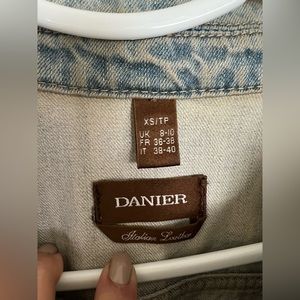 XS/TP
UK 8-10
FR 36-38
IT 38-40
DANIER
Italian Leather